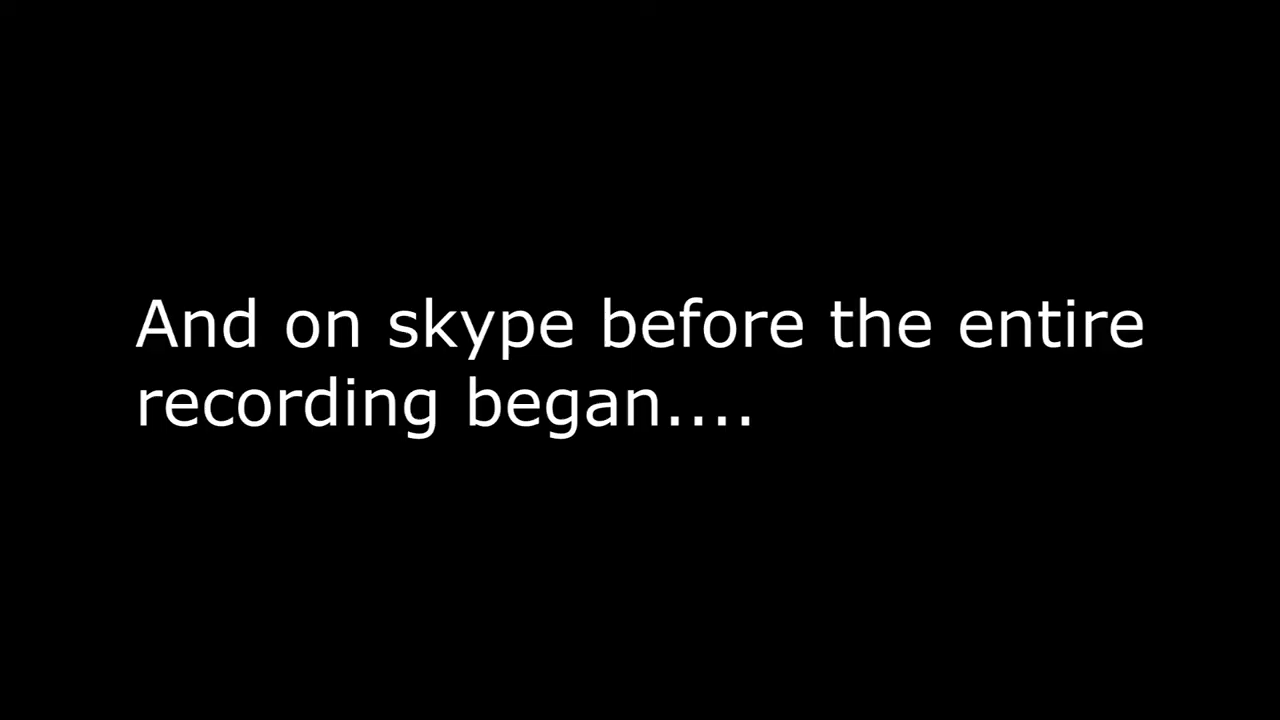 And on skype before the entire
recording began....